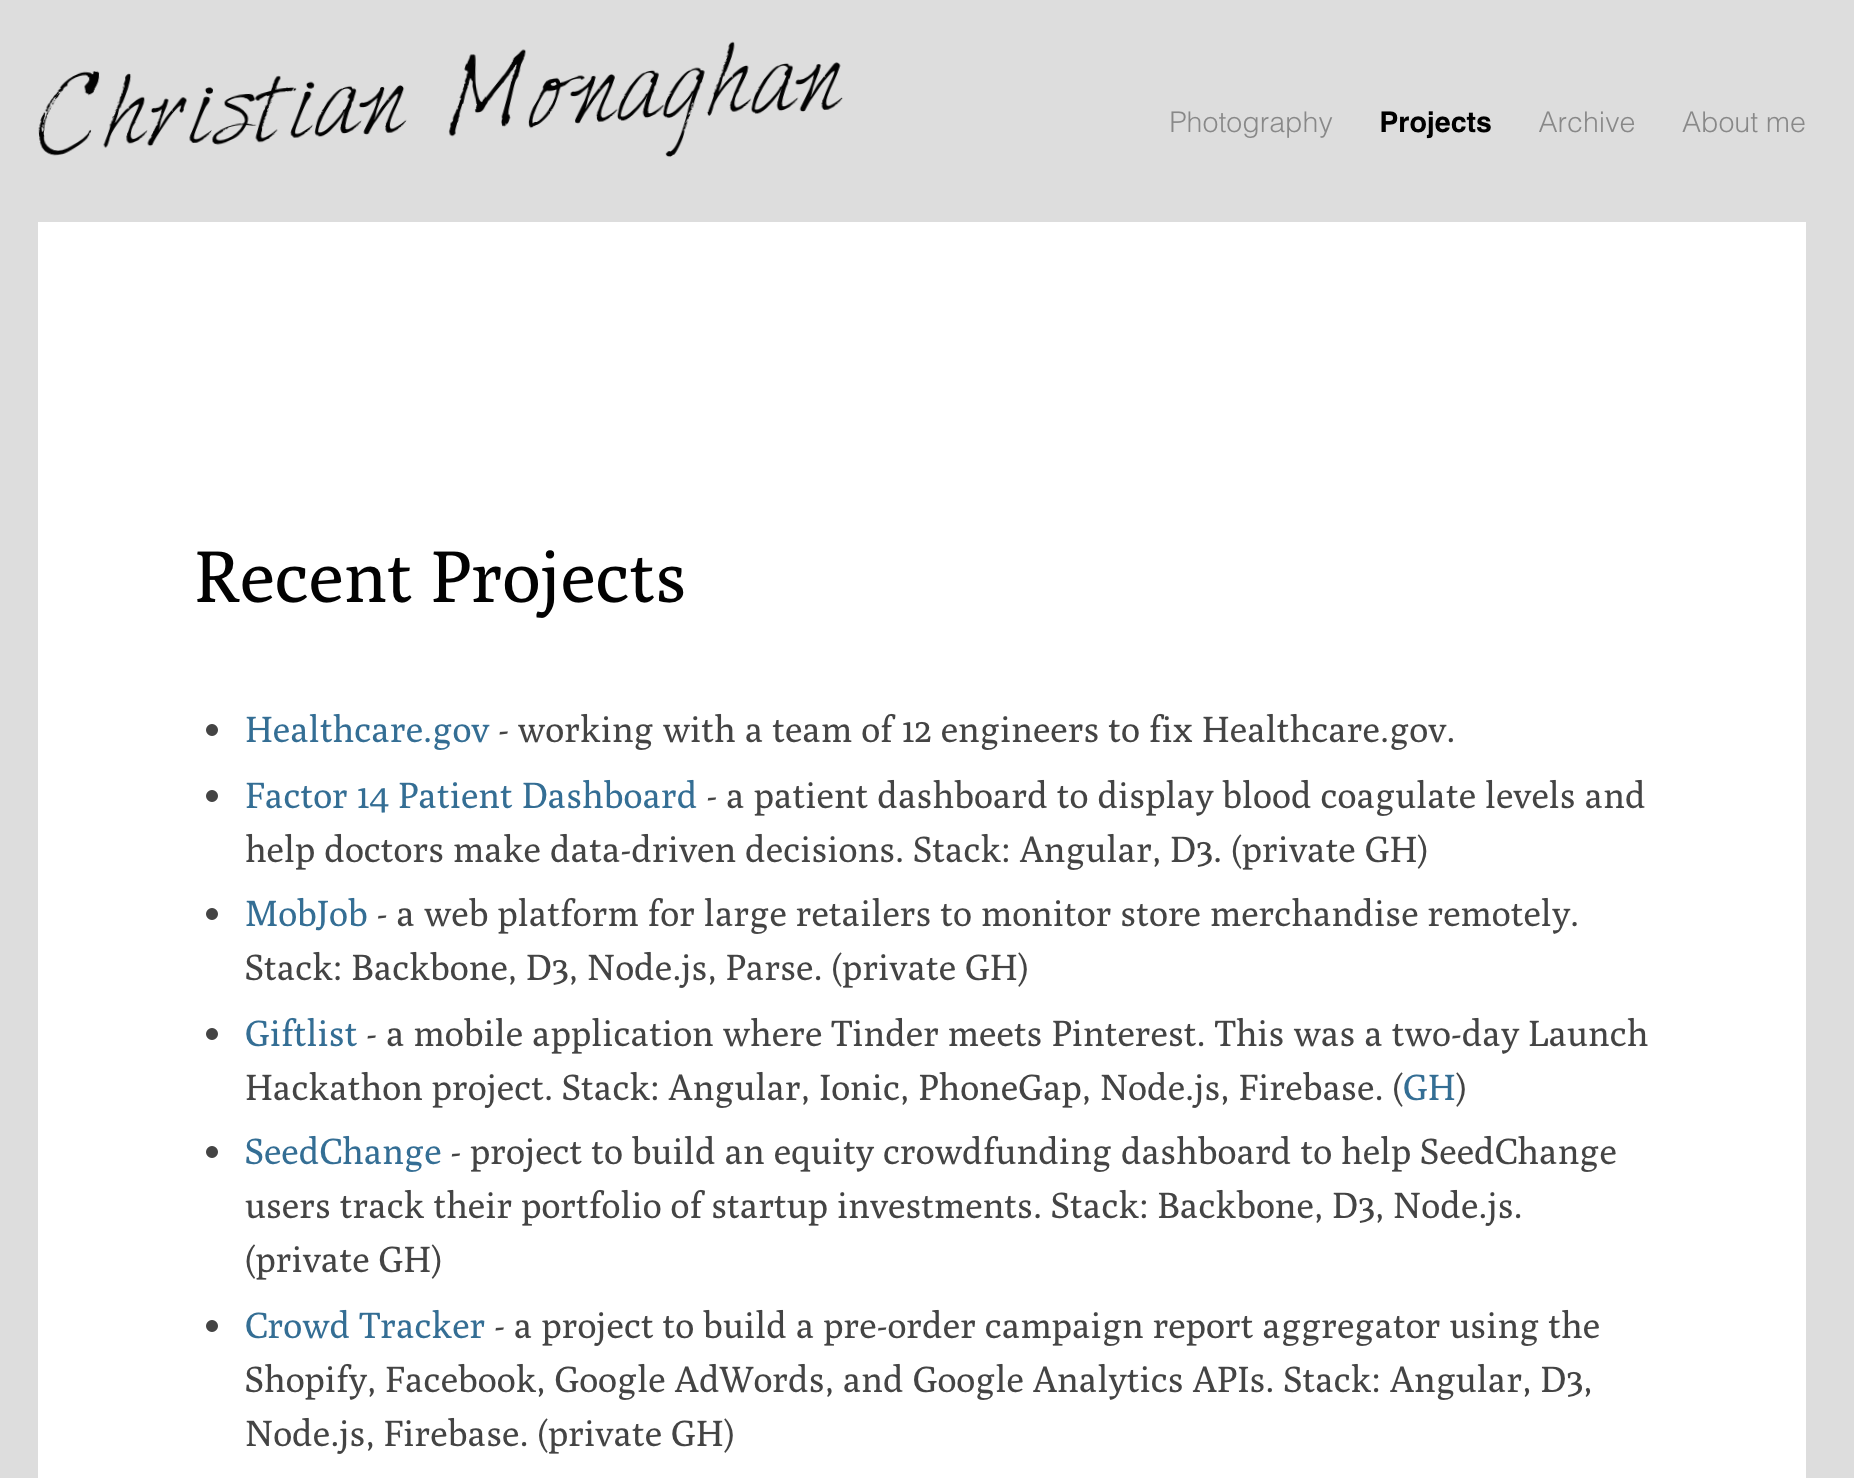 Christian Monaghan
Photography Projects Archive About me
Recent Projects
• Healthcare.gov - working with a team of 12 engineers to fix Healthcare.gov.
• Factor 14 Patient Dashboard - a patient dashboard to display blood coagulate levels and
help doctors make data-driven decisions. Stack: Angular, D3. (private GH)
• MobJob - a web platform for large retailers to monitor store merchandise remotely.
Stack: Backbone, D3, Node.js, Parse. (private GH)
• Giftlist - a mobile application where Tinder meets Pinterest. This was a two-day Launch
Hackathon project. Stack: Angular, Ionic, PhoneGap, Node.js, Firebase. (GH)
• SeedChange - project to build an equity crowdfunding dashboard to help SeedChange
users track their portfolio of startup investments. Stack: Backbone, D3, Node.js.
(private GH)
• Crowd Tracker - a project to build a pre-order campaign report aggregator using the
Shopify, Facebook, Google AdWords, and Google Analytics APIs. Stack: Angular, D3,
Node.js, Firebase. (private GH)